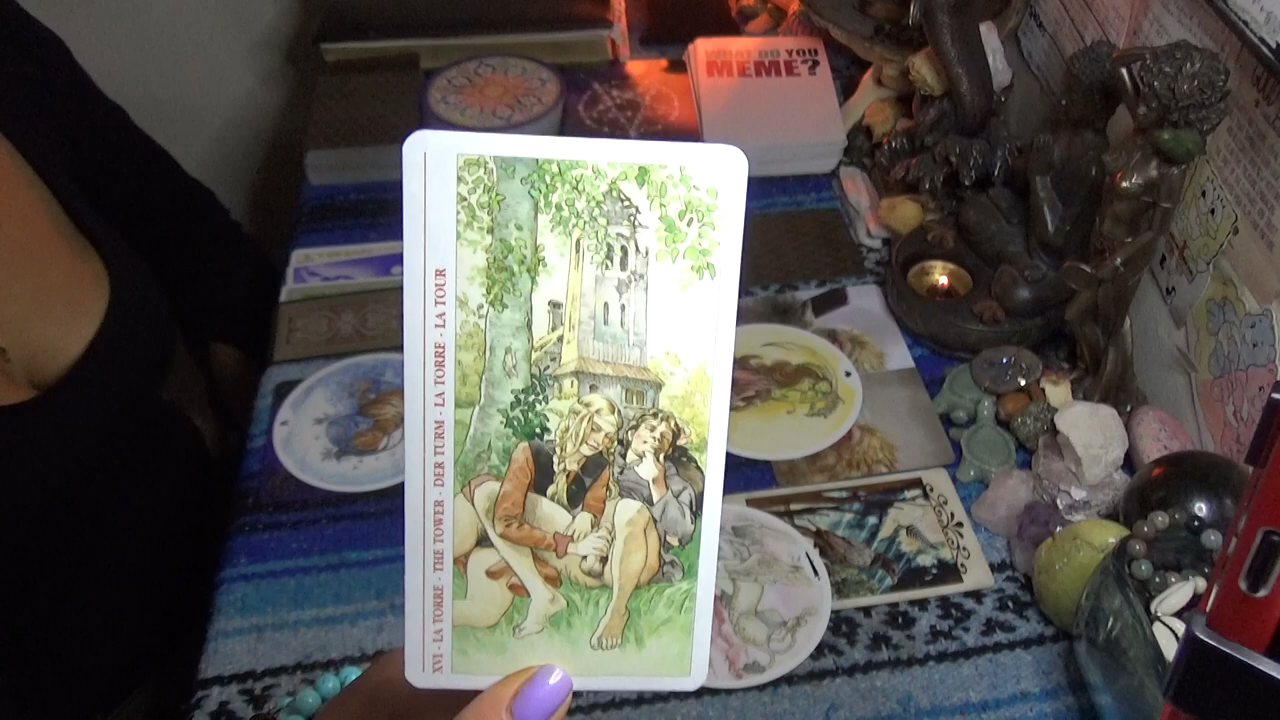 WHAT DO YOU
MEME?
XVI - LA TORRE - THE TOWER - DER TURM - LA TORRE - LA TOUR